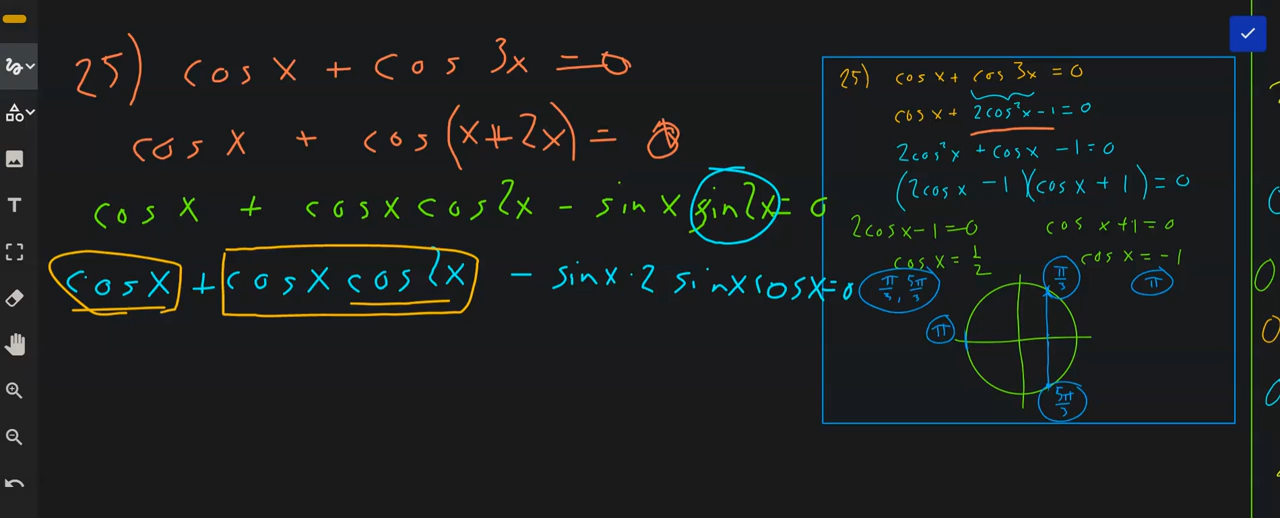 25) cos x + cos 3x = 0
cos x + cos(x+2x) = 0
cos x + cos x cos 2x - sin x sin 2x = 0
cos x + cos x cos 2x - sin x · 2 sin x cos x = 0
25) cos x + cos 3x = 0
cos x + 2cos²x - 1 = 0
2cos²x + cos x - 1 = 0
(2cos x - 1)(cos x + 1) = 0
2cos x - 1 = 0 cos x + 1 = 0
cos x = 1/2 cos x = -1
π/3, 5π/3 π/3 π
π
5π/3
T